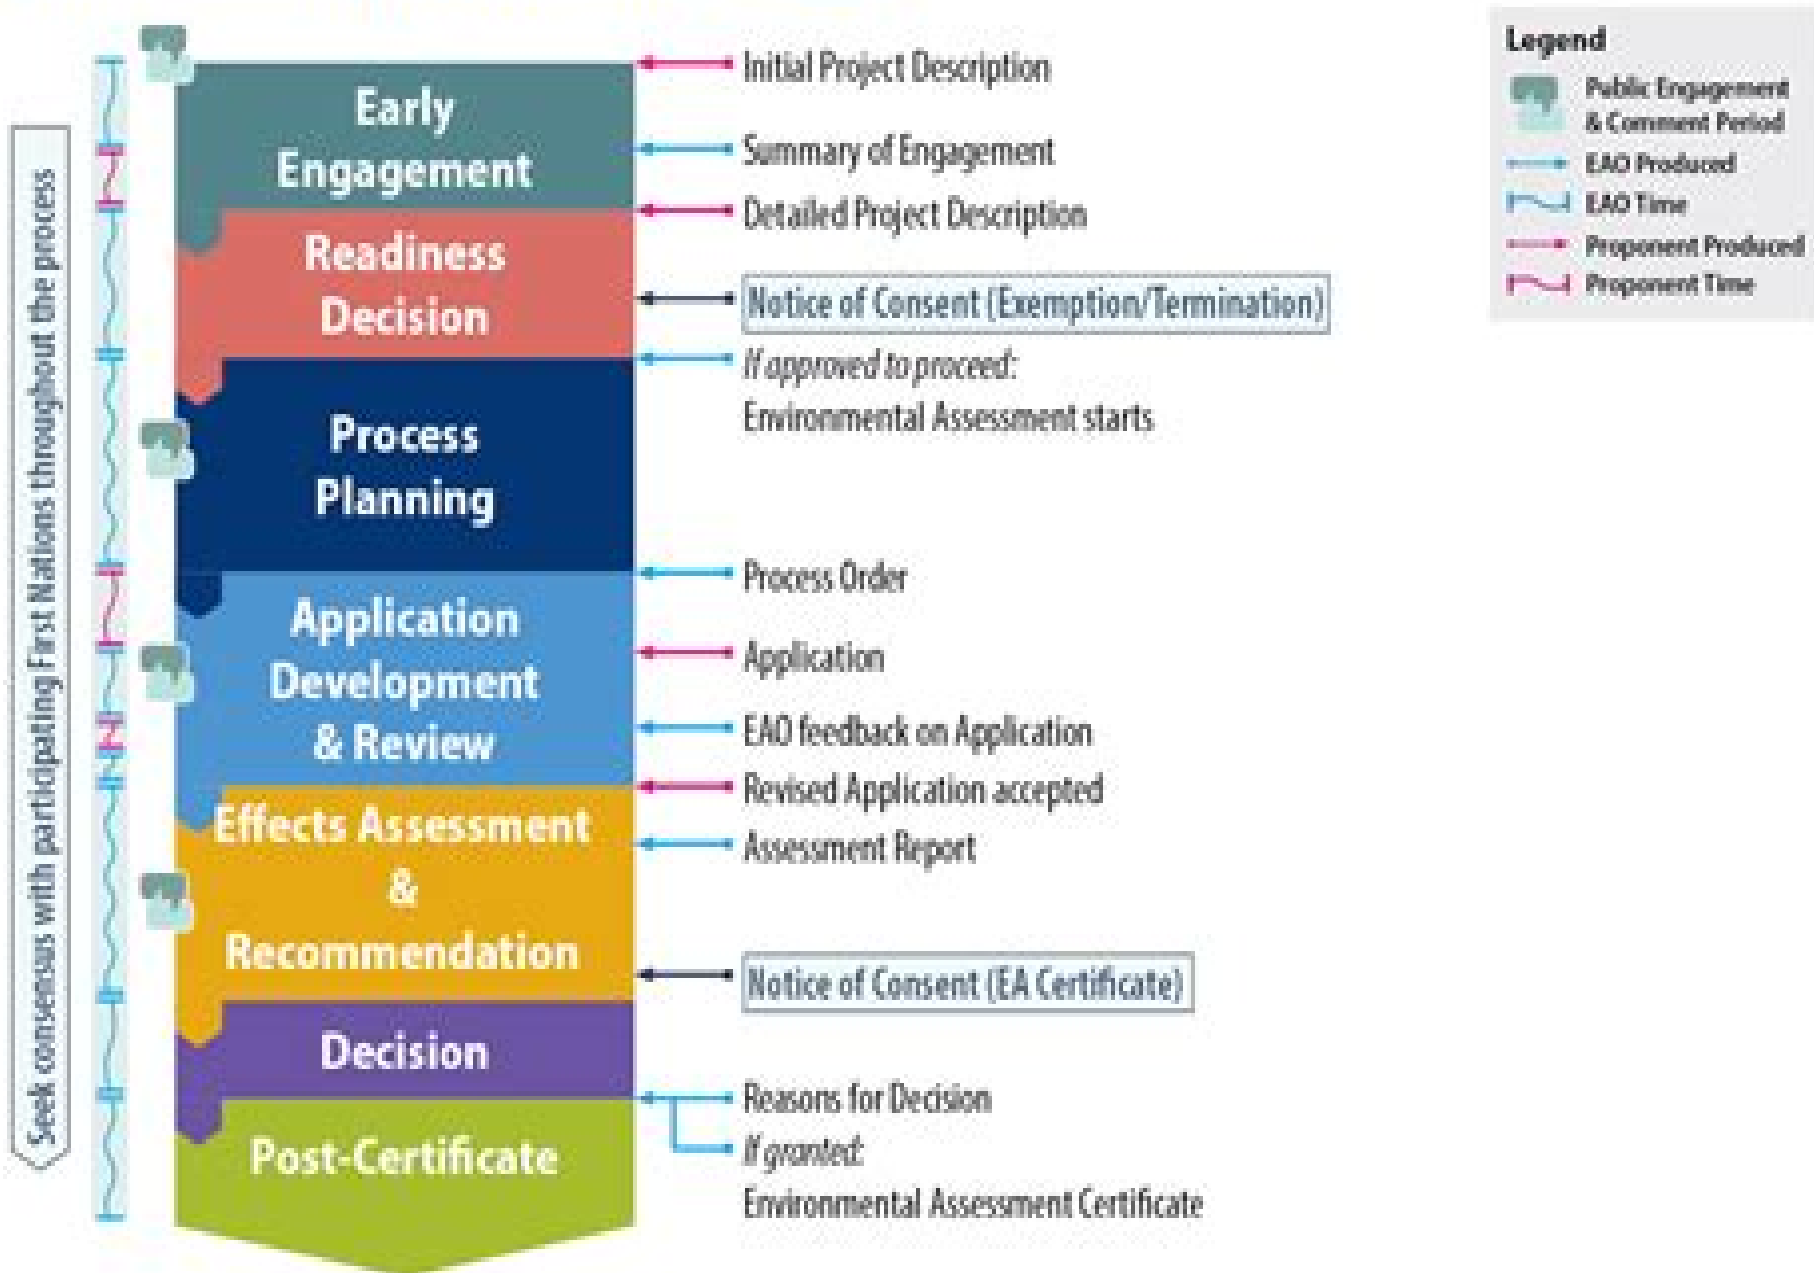 Seek consensus with participating First Nations throughout the process
Early
Engagement
Readiness
Decision
Process
Planning
Application
Development
& Review
Effects Assessment
&
Recommendation
Decision
Post-Certificate
Initial Project Description
Summary of Engagement
Detailed Project Description
Notice of Consent (Exemption/Termination)
If approved to proceed:
Environmental Assessment starts
Process Order
Application
EAO feedback on Application
Revised Application accepted
Assessment Report
Notice of Consent (EA Certificate)
Reasons for Decision
If granted:
Environmental Assessment Certificate
Legend
Public Engagement
& Comment Period
EAO Produced
EAO Time
Proponent Produced
Proponent Time